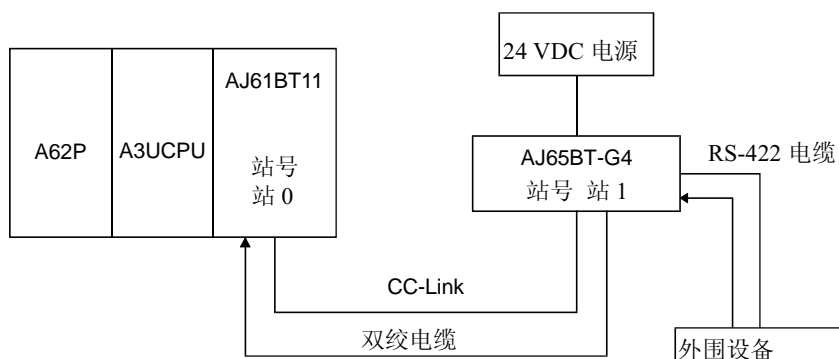 A62P
A3UCPU
AJ61BT11
站号
站 0
24 VDC 电源
AJ65BT-G4
站号 站 1
RS-422 电缆
CC-Link
双绞电缆
外围设备